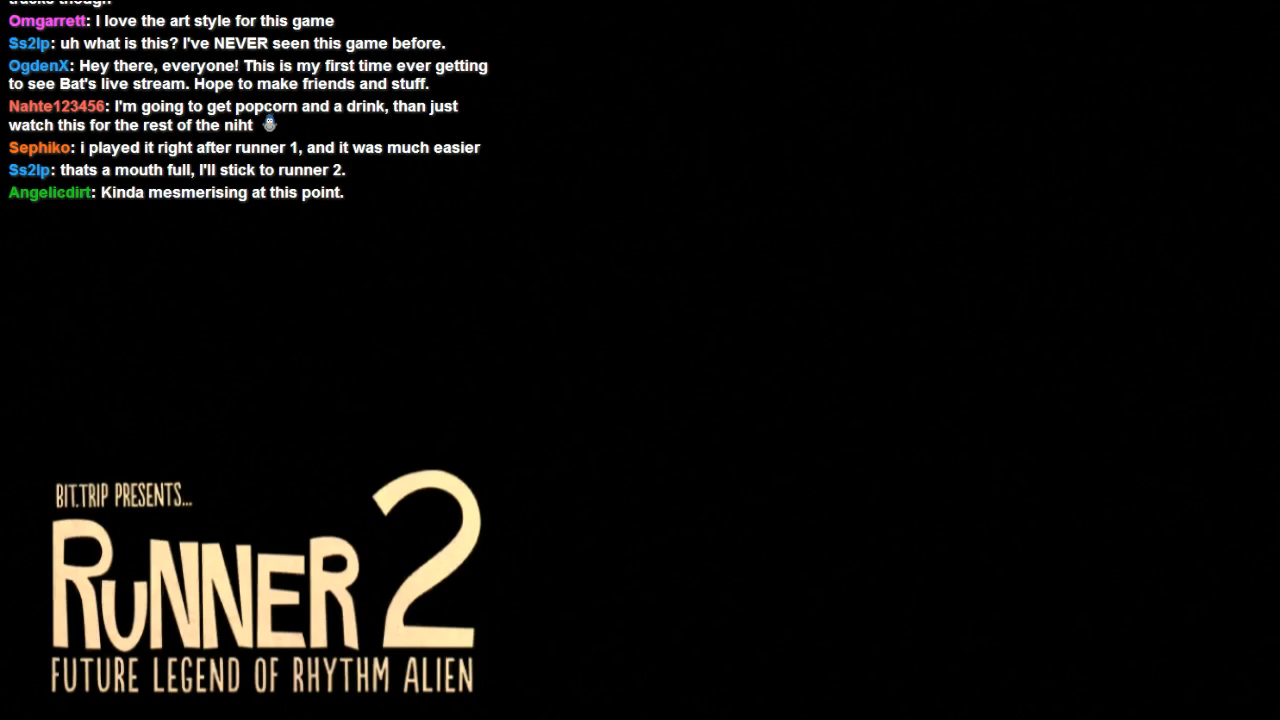 Omgarrett: I love the art style for this game
Ss2lp: uh what is this? I've NEVER seen this game before.
OgdenX: Hey there, everyone! This is my first time ever getting
to see Bat's live stream. Hope to make friends and stuff.
Nahte123456: I'm going to get popcorn and a drink, than just
watch this for the rest of the niht
Sephiko: i played it right after runner 1, and it was much easier
Ss2lp: thats a mouth full, I'll stick to runner 2.
Angelicdirt: Kinda mesmerising at this point.
BIT.TRIP PRESENTS...
RUNNER 2
FUTURE LEGEND OF RHYTHM ALIEN